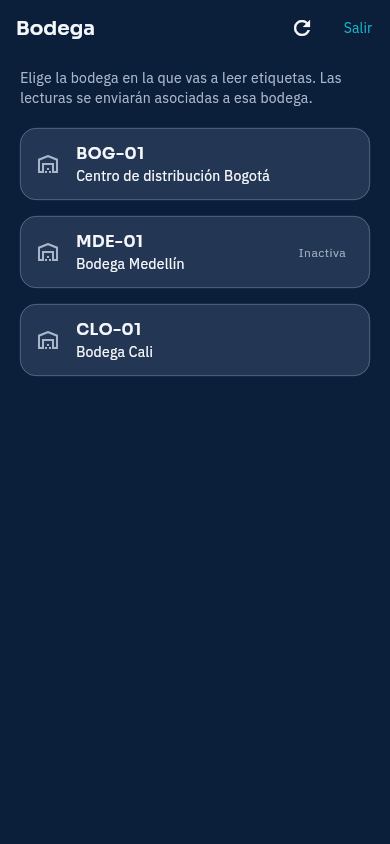 Bodega
Salir
Elige la bodega en la que vas a leer etiquetas. Las
lecturas se enviarán asociadas a esa bodega.
BOG-01
Centro de distribución Bogotá
MDE-01
Bodega Medellín
Inactiva
CLO-01
Bodega Cali